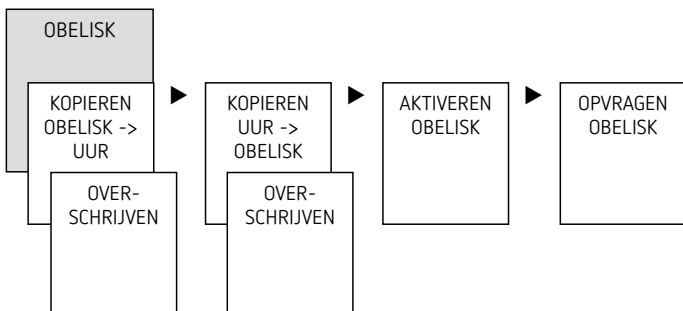 OBELISK
KOPIEREN
OBELISK ->
UUR
OVER-
SCHRIJVEN
KOPIEREN
UUR ->
OBELISK
OVER-
SCHRIJVEN
AKTIVEREN
OBELISK
OPVRAGEN
OBELISK